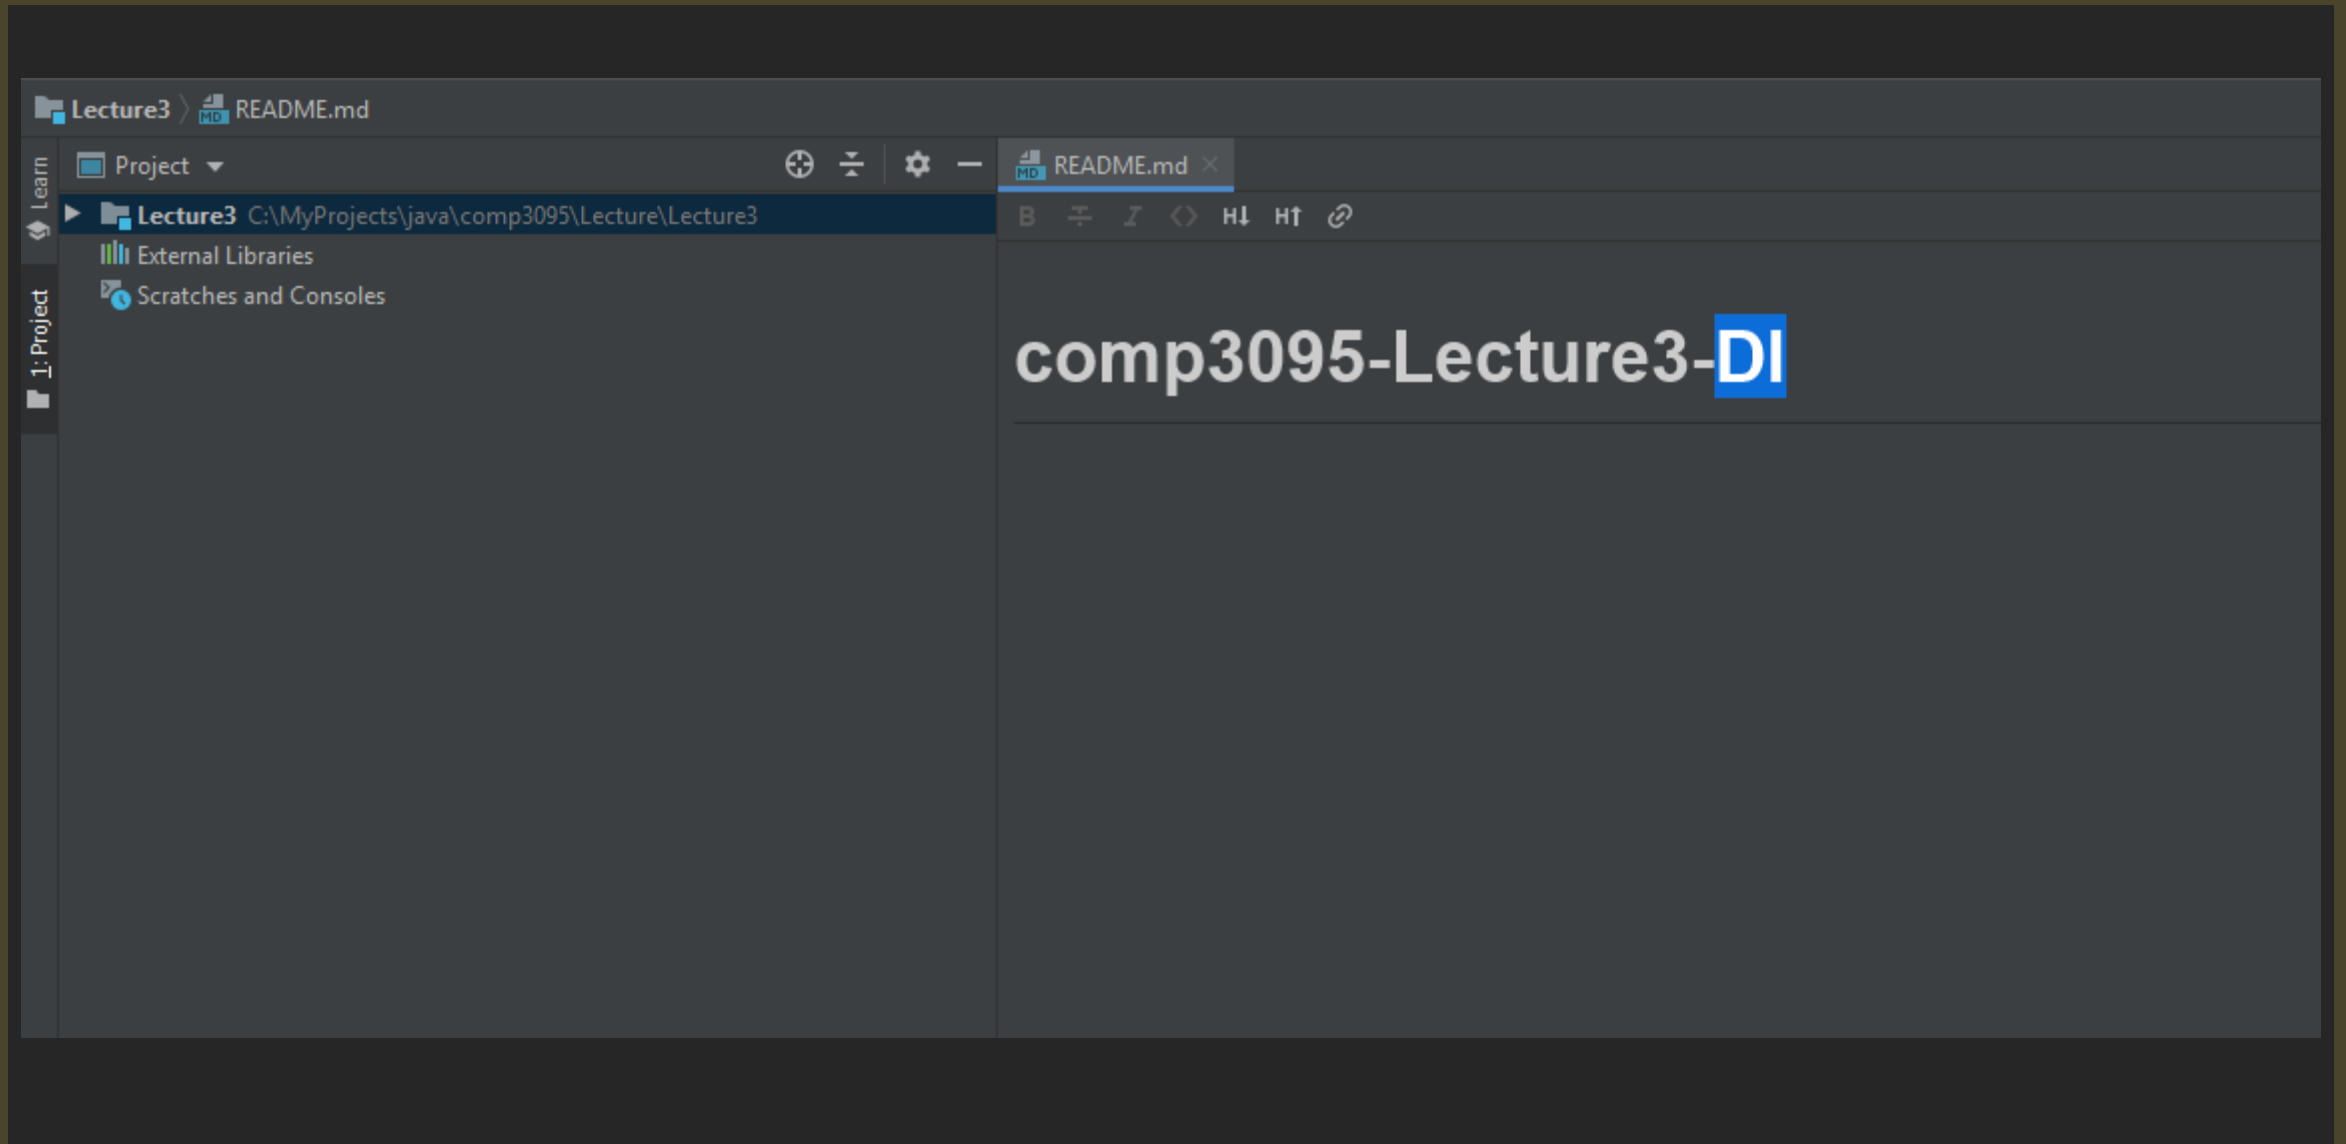 Lecture3 README.md
Learn
1: Project
Project
Lecture3 C:\MyProjects\java\comp3095\Lecture\Lecture3
External Libraries
Scratches and Consoles
MD README.md
B I <> H↓ H↑
comp3095-Lecture3-DI